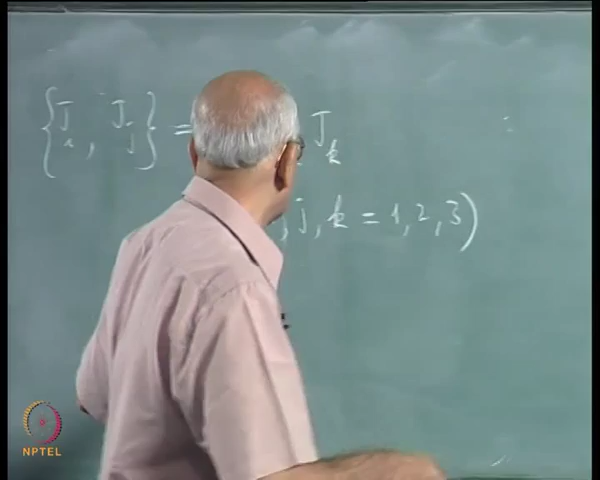 {J_i, J_j} = J_k
j, k = 1, 2, 3)
NPTEL